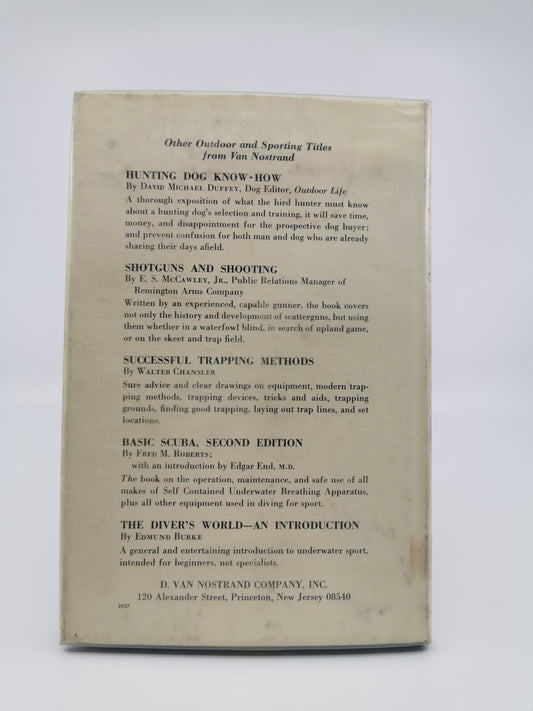 Other Outdoor and Sporting Titles
from Van Nostrand
HUNTING DOG KNOW-HOW
By David Michael Duffey, Dog Editor, Outdoor Life
A thorough exposition of what the bird hunter must know
about a hunting dog's selection and training, it will save time,
money, and disappointment for the prospective dog buyer;
and prevent confusion for both man and dog who are already
sharing their days afield.
SHOTGUNS AND SHOOTING
By E. S. McCawley, Jr., Public Relations Manager of
Remington Arms Company
Written by an experienced, capable gunner, the book covers
not only the history and development of scatterguns, but using
them whether in a waterfowl blind, in search of upland game,
or on the skeet and trap field.
SUCCESSFUL TRAPPING METHODS
By Walter Chansler
Sure advice and clear drawings on equipment, modern trap-
ping methods, trapping devices, tricks and aids, trapping
grounds, finding good trapping, laying out trap lines, and set
locations.
BASIC SCUBA, SECOND EDITION
By Fred M. Roberts;
with an introduction by Edgar End, M.D.
The book on the operation, maintenance, and safe use of all
makes of Self Contained Underwater Breathing Apparatus,
plus all other equipment used in diving for sport.
THE DIVER'S WORLD—AN INTRODUCTION
By Edmund Burke
A general and entertaining introduction to underwater sport,
intended for beginners, not specialists.
D. VAN NOSTRAND COMPANY, INC.
120 Alexander Street, Princeton, New Jersey 08540
2057